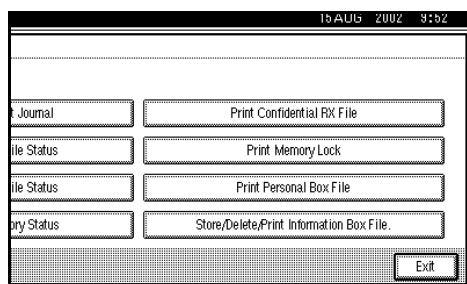 15 AUG 2002 9:52
t Journal Print Confidential RX File
ile Status Print Memory Lock
ile Status Print Personal Box File
ory Status Store/Delete/Print Information Box File.
Exit